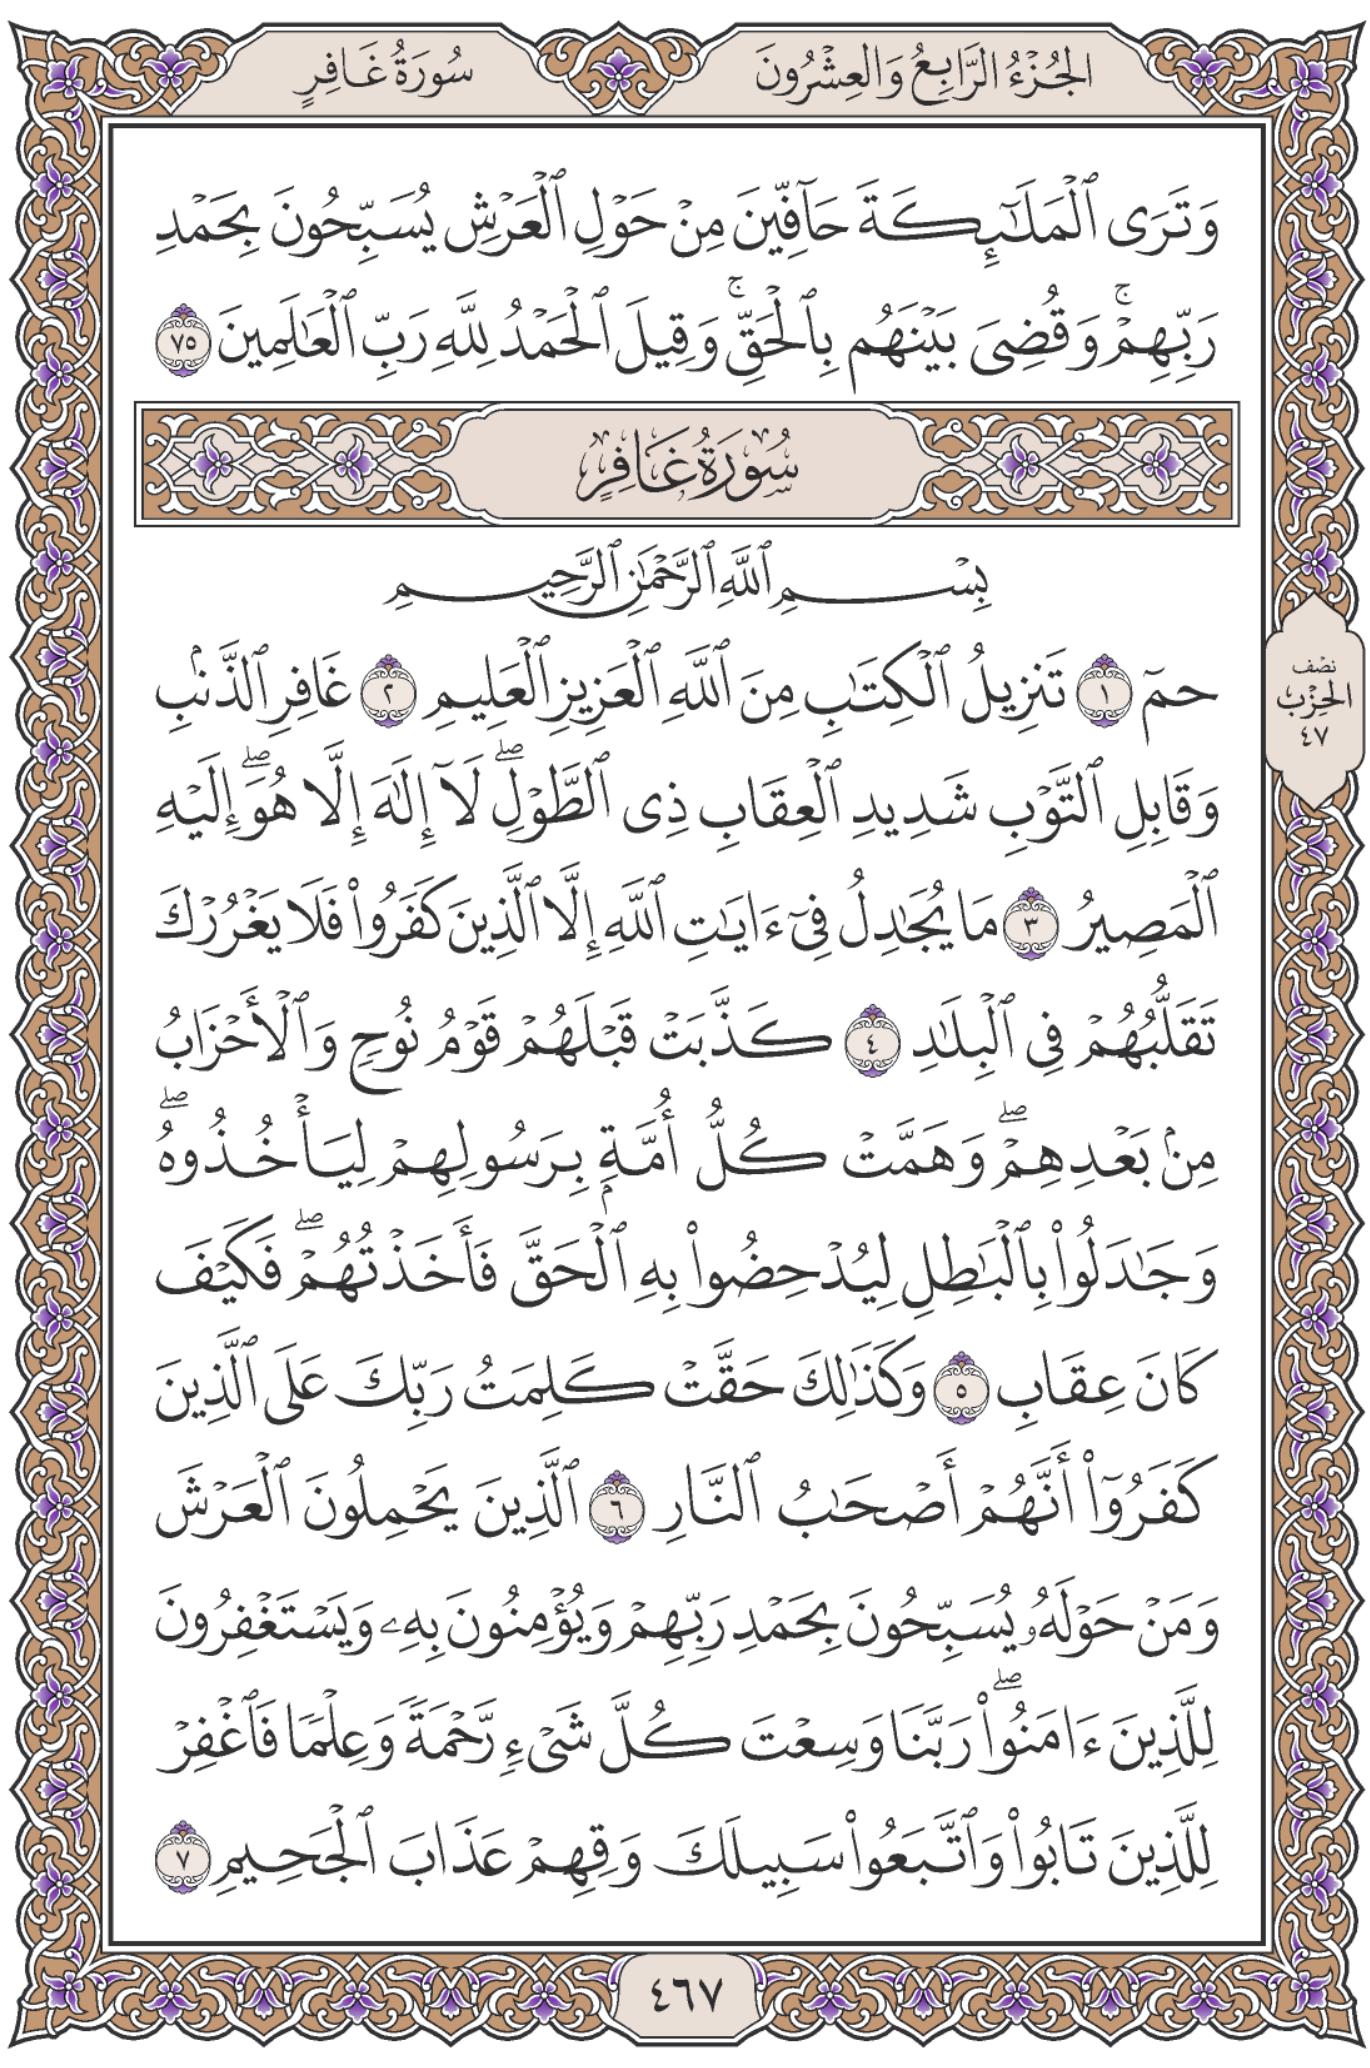 الجُزْءُ الرَّابِعُ وَالعِشْرُونَ
سُورَةُ غَافِرٍ
وَتَرَى ٱلْمَلَٰٓئِكَةَ حَآفِّينَ مِنْ حَوْلِ ٱلْعَرْشِ يُسَبِّحُونَ بِحَمْدِ
رَبِّهِمْۚ وَقُضِىَ بَيْنَهُم بِٱلْحَقِّۚ وَقِيلَ ٱلْحَمْدُ لِلَّهِ رَبِّ ٱلْعَٰلَمِينَ ٧٥
سُورَةُ غَافِرٍ
بِسْمِ ٱللَّهِ ٱلرَّحْمَٰنِ ٱلرَّحِيمِ
حمٓ ١ تَنزِيلُ ٱلْكِتَٰبِ مِنَ ٱللَّهِ ٱلْعَزِيزِ ٱلْعَلِيمِ ٢ غَافِرِ ٱلذَّنۢبِ
نصف
الحِزْب
٤٧
وَقَابِلِ ٱلتَّوْبِ شَدِيدِ ٱلْعِقَابِ ذِى ٱلطَّوْلِۖ لَآ إِلَٰهَ إِلَّا هُوَۖ إِلَيْهِ
ٱلْمَصِيرُ ٣ مَا يُجَٰدِلُ فِىٓ ءَايَٰتِ ٱللَّهِ إِلَّا ٱلَّذِينَ كَفَرُوا۟ فَلَا يَغْرُرْكَ
تَقَلُّبُهُمْ فِى ٱلْبِلَٰدِ ٤ كَذَّبَتْ قَبْلَهُمْ قَوْمُ نُوحٍ وَٱلْأَحْزَابُ
مِنۢ بَعْدِهِمْۖ وَهَمَّتْ كُلُّ أُمَّةٍۭ بِرَسُولِهِمْ لِيَأْخُذُوهُۖ
وَجَٰدَلُوا۟ بِٱلْبَٰطِلِ لِيُدْحِضُوا۟ بِهِ ٱلْحَقَّ فَأَخَذْتُهُمْۖ فَكَيْفَ
كَانَ عِقَابِ ٥ وَكَذَٰلِكَ حَقَّتْ كَلِمَتُ رَبِّكَ عَلَى ٱلَّذِينَ
كَفَرُوٓا۟ أَنَّهُمْ أَصْحَٰبُ ٱلنَّارِ ٦ ٱلَّذِينَ يَحْمِلُونَ ٱلْعَرْشَ
وَمَنْ حَوْلَهُۥ يُسَبِّحُونَ بِحَمْدِ رَبِّهِمْ وَيُؤْمِنُونَ بِهِۦ وَيَسْتَغْفِرُونَ
لِلَّذِينَ ءَامَنُوا۟ۖ رَبَّنَا وَسِعْتَ كُلَّ شَىْءٍ رَّحْمَةً وَعِلْمًا فَٱغْفِرْ
لِلَّذِينَ تَابُوا۟ وَٱتَّبَعُوا۟ سَبِيلَكَ وَقِهِمْ عَذَابَ ٱلْجَحِيمِ ٧
٤٦٧